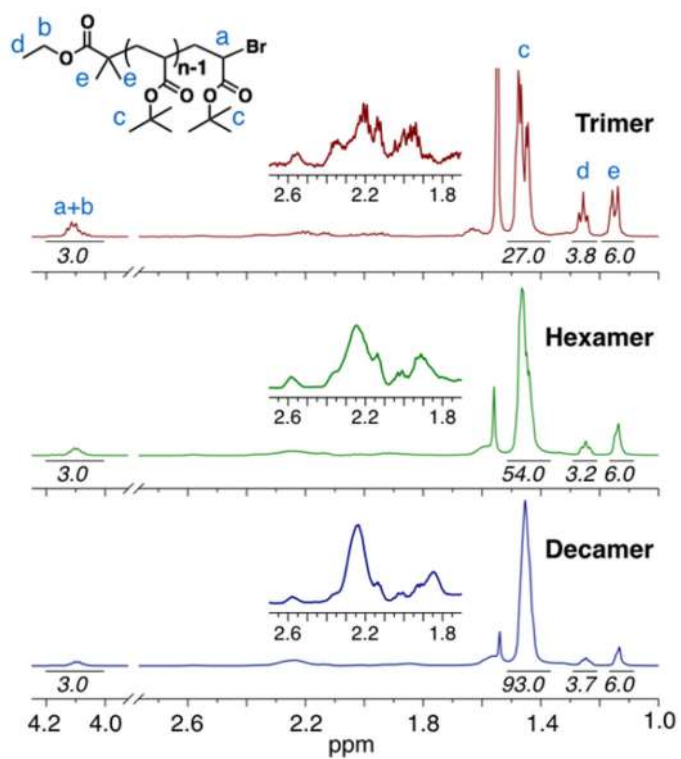 a
b
O
Br
c
d
O
n-1
e
e
O
O
O
O
Trimer
c
c
d
e
a+b
2.6 2.2 1.8
3.0
27.0 3.8 6.0
Hexamer
2.6 2.2 1.8
3.0
54.0 3.2 6.0
Decamer
2.6 2.2 1.8
3.0
93.0 3.7 6.0
4.2 4.0 2.6 2.2 1.8 1.4 1.0
ppm